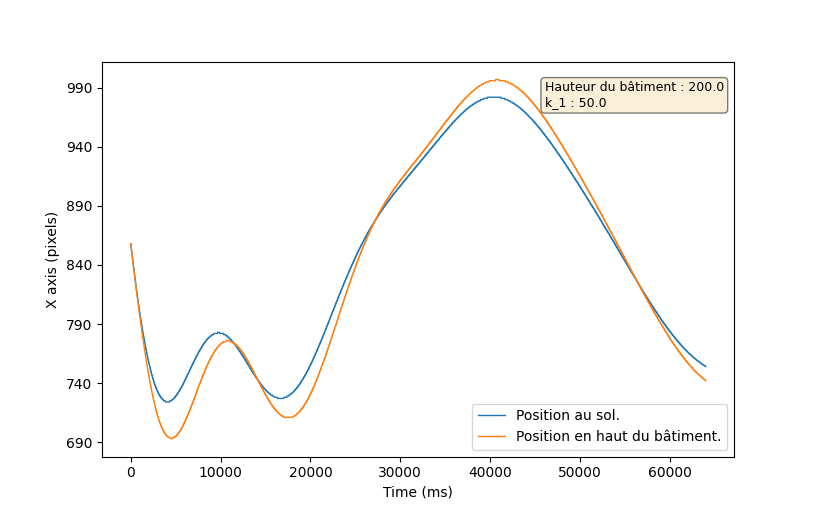 990
940
890
840
790
740
690
X axis (pixels)
Hauteur du bâtiment : 200.0
k_1 : 50.0
Position au sol.
Position en haut du bâtiment.
0 10000 20000 30000 40000 50000 60000
Time (ms)